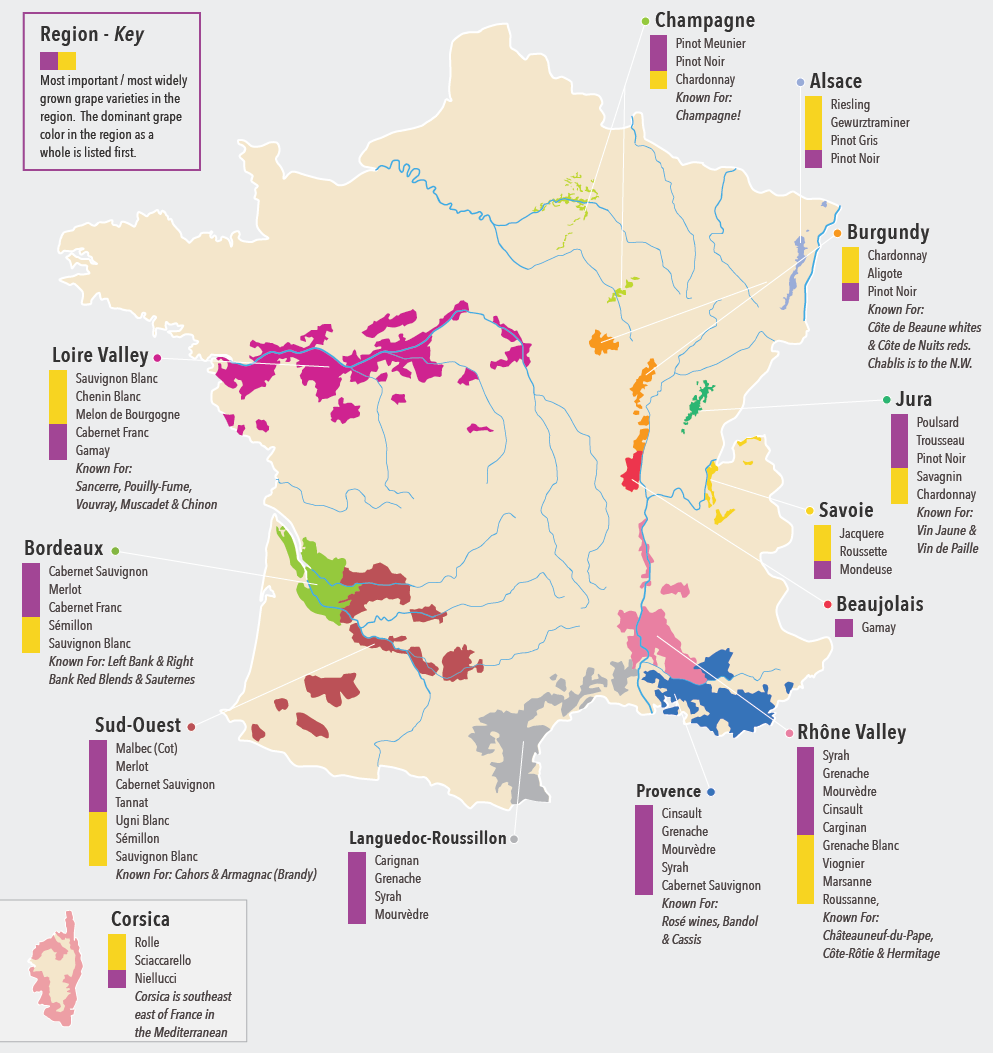 Region - Key
Most important / most widely
grown grape varieties in the
region. The dominant grape
color in the region as a
whole is listed first.
Champagne
Pinot Meunier
Pinot Noir
Chardonnay
Known For:
Champagne!
Alsace
Riesling
Gewurztraminer
Pinot Gris
Pinot Noir
Burgundy
Chardonnay
Aligote
Pinot Noir
Known For:
Côte de Beaune whites
& Côte de Nuits reds.
Chablis is to the N.W.
Loire Valley
Sauvignon Blanc
Chenin Blanc
Melon de Bourgogne
Cabernet Franc
Gamay
Known For:
Sancerre, Pouilly-Fume,
Vouvray, Muscadet & Chinon
Jura
Poulsard
Trousseau
Pinot Noir
Savagnin
Chardonnay
Known For:
Vin Jaune &
Vin de Paille
Savoie
Jacquere
Roussette
Mondeuse
Bordeaux
Cabernet Sauvignon
Merlot
Cabernet Franc
Sémillon
Sauvignon Blanc
Known For: Left Bank & Right
Bank Red Blends & Sauternes
Beaujolais
Gamay
Sud-Ouest
Malbec (Cot)
Merlot
Cabernet Sauvignon
Tannat
Ugni Blanc
Sémillon
Sauvignon Blanc
Known For: Cahors & Armagnac (Brandy)
Rhône Valley
Syrah
Grenache
Mourvèdre
Cinsault
Carginan
Grenache Blanc
Viognier
Marsanne
Roussanne,
Known For:
Châteauneuf-du-Pape,
Côte-Rôtie & Hermitage
Provence
Cinsault
Grenache
Mourvèdre
Syrah
Cabernet Sauvignon
Known For:
Rosé wines, Bandol
& Cassis
Languedoc-Roussillon
Carignan
Grenache
Syrah
Mourvèdre
Corsica
Rolle
Sciaccarello
Niellucci
Corsica is southeast
east of France in
the Mediterranean